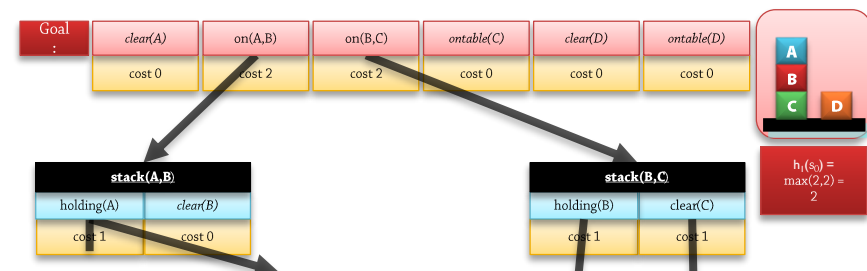 Goal
:
clear(A)
on(A,B)
on(B,C)
ontable(C)
clear(D)
ontable(D)
cost 0
cost 2
cost 2
cost 0
cost 0
cost 0
A
B
C
D
stack(A,B)
holding(A)
clear(B)
cost 1
cost 0
stack(B,C)
holding(B)
clear(C)
cost 1
cost 1
h₁(s₀) =
max(2,2) =
2